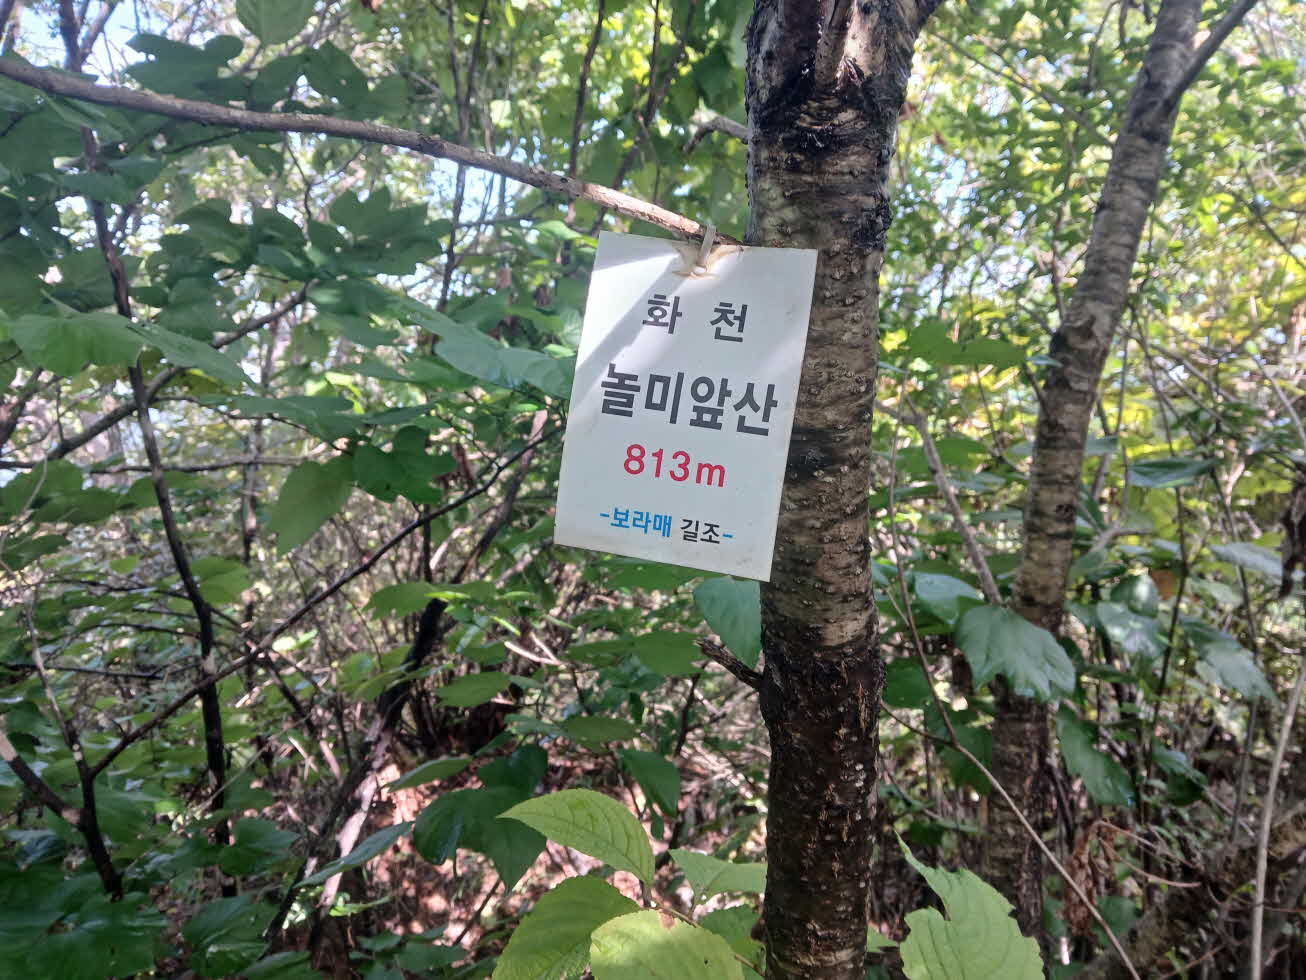 화 천
놀미앞산
813m
-보라매 길조-